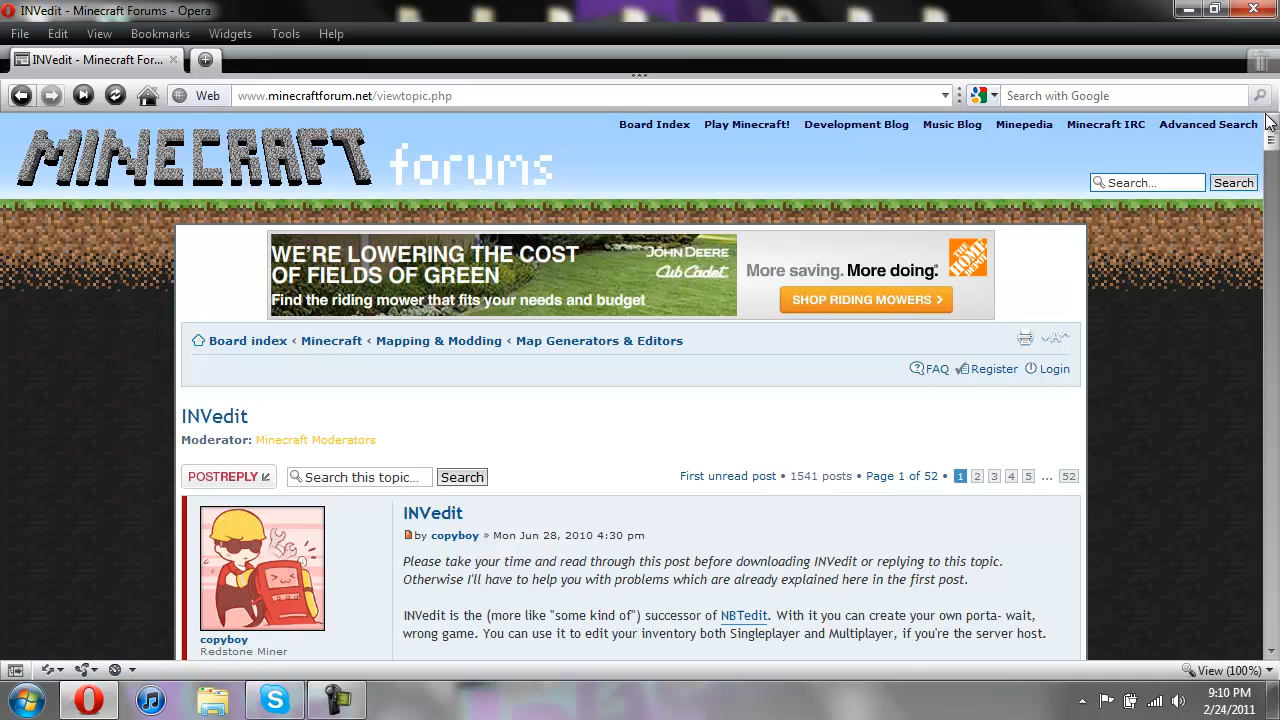 INVedit - Minecraft Forums - Opera
File Edit View Bookmarks Widgets Tools Help
INVedit - Minecraft For...
Web www.minecraftforum.net/viewtopic.php Search with Google
Board Index Play Minecraft! Development Blog Music Blog Minepedia Minecraft IRC Advanced Search
MINECRAFT forums
Search... Search
WE'RE LOWERING THE COST
OF FIELDS OF GREEN
Find the riding mower that fits your needs and budget
JOHN DEERE
Cub Cadet
More saving. More doing.
THE HOME DEPOT
SHOP RIDING MOWERS >
Board index ‹ Minecraft ‹ Mapping & Modding ‹ Map Generators & Editors
FAQ Register Login
INVedit
Moderator: Minecraft Moderators
POSTREPLY Search this topic... Search First unread post • 1541 posts • Page 1 of 52 • 1 2 3 4 5 ... 52
INVedit
by copyboy » Mon Jun 28, 2010 4:30 pm
Please take your time and read through this post before downloading INVedit or replying to this topic.
Otherwise I'll have to help you with problems which are already explained here in the first post.
INVedit is the (more like "some kind of") successor of NBTedit. With it you can create your own porta- wait,
wrong game. You can use it to edit your inventory both Singleplayer and Multiplayer, if you're the server host.
copyboy
Redstone Miner
View (100%)
9:10 PM
2/24/2011